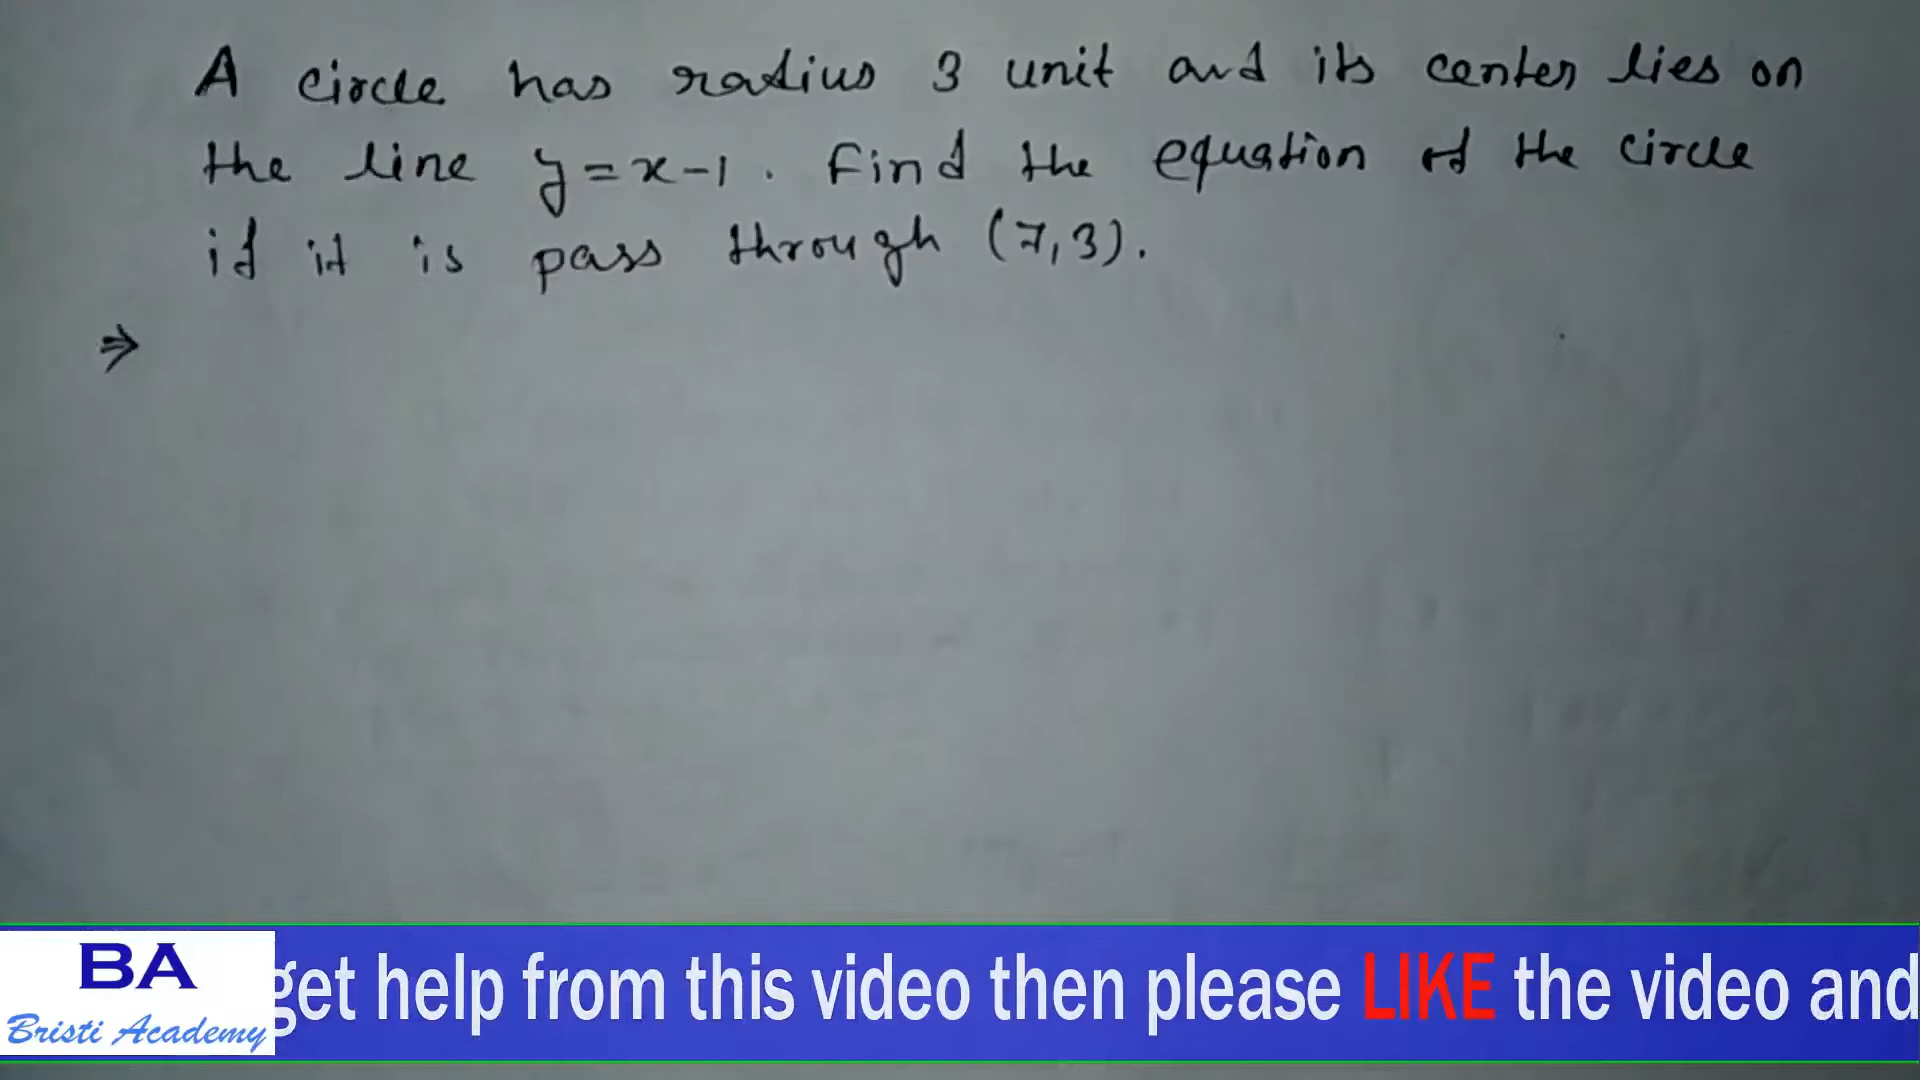 A circle has radius 3 unit and its center lies on
the line y=x-1. Find the equation of the circle
if it is pass through (7,3).
⇒
BA
Bristi Academy
get help from this video then please LIKE the video and